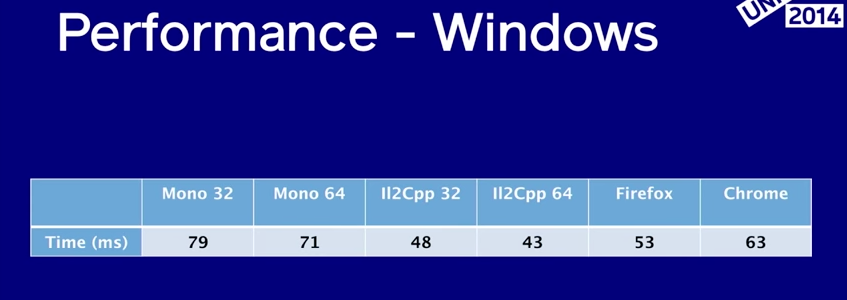 Performance - Windows
2014
Mono 32 Mono 64 Il2Cpp 32 Il2Cpp 64 Firefox Chrome
Time (ms) 79 71 48 43 53 63